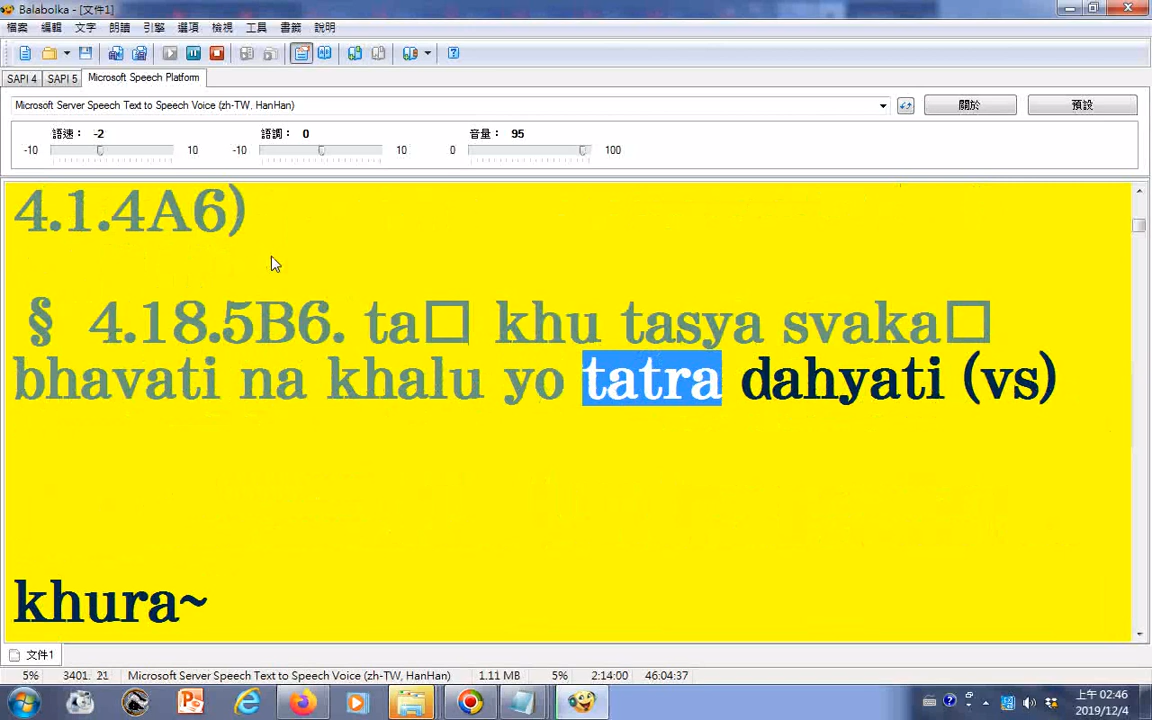 Balabolka - [文件1]
檔案 編輯 文字 朗讀 引擎 選項 檢視 工具 書籤 說明
SAPI 4 SAPI 5 Microsoft Speech Platform
Microsoft Server Speech Text to Speech Voice (zh-TW, HanHan) 關於 預設
語速： -2 語調： 0 音量： 95
-10 10 -10 10 0 100
4.1.4A6)
§ 4.18.5B6. ta□ khu tasya svaka□
bhavati na khalu yo tatra dahyati (vs)
khura~
文件1
5% 3401: 21 Microsoft Server Speech Text to Speech Voice (zh-TW, HanHan) 1.11 MB 5% 2:14:00 46:04:37
上午 02:46
2019/12/4